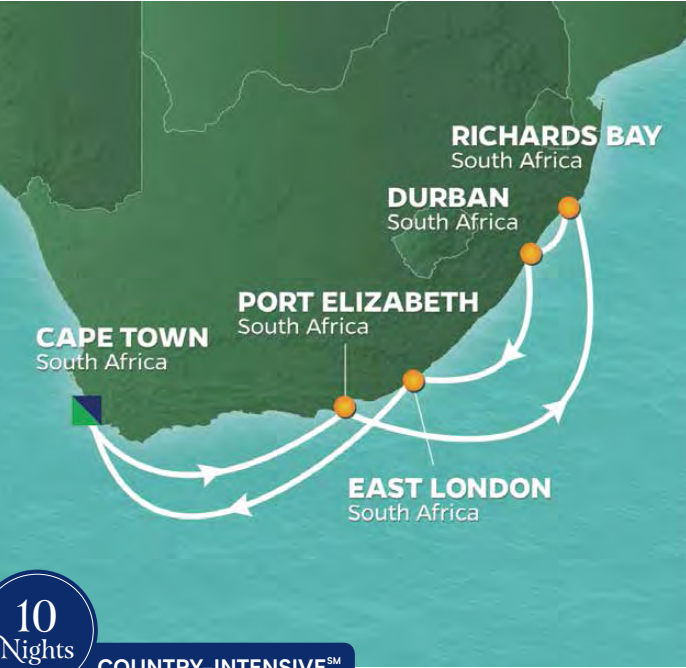 RICHARDS BAY
South Africa
DURBAN
South Africa
PORT ELIZABETH
South Africa
CAPE TOWN
South Africa
EAST LONDON
South Africa
10
Nights
COUNTRY INTENSIVE℠